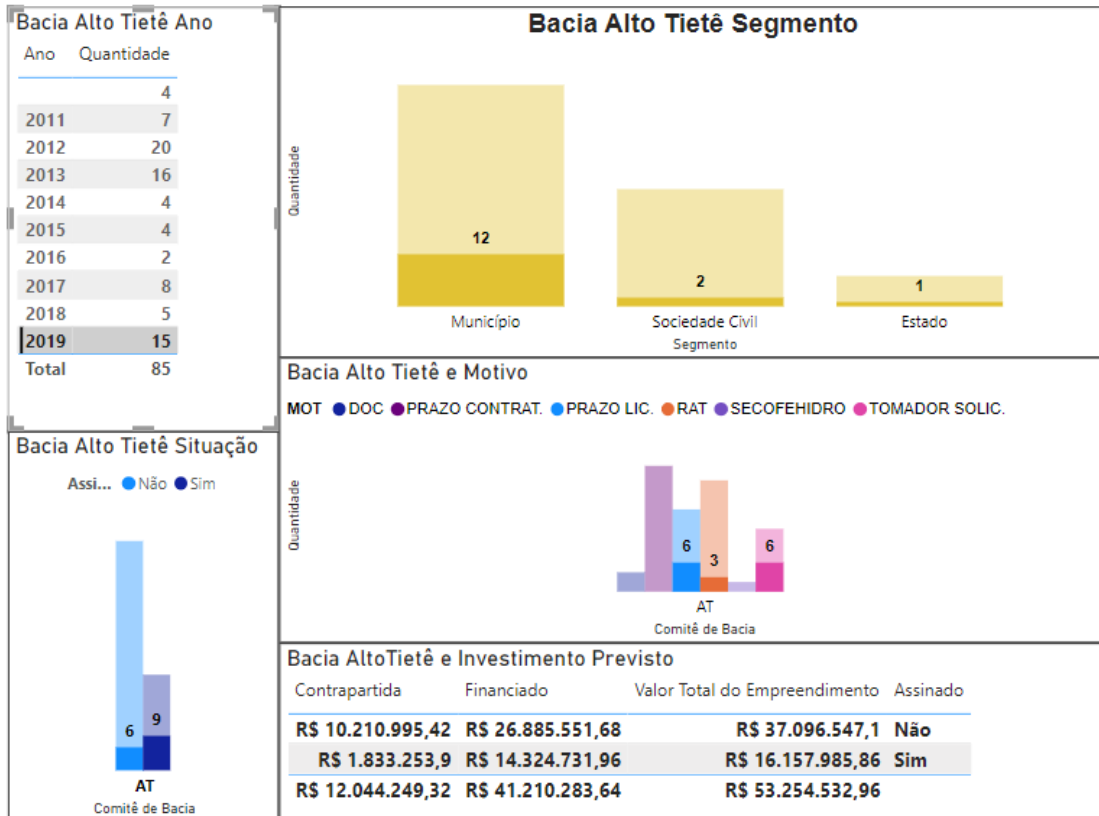 Bacia Alto Tietê Ano
Ano Quantidade
4
2011 7
2012 20
2013 16
2014 4
2015 4
2016 2
2017 8
2018 5
2019 15
Total 85
Bacia Alto Tietê Segmento
Quantidade
12
2
1
Município Sociedade Civil Estado
Segmento
Bacia Alto Tietê Situação
Assi... Não Sim
6 9
AT
Comitê de Bacia
Bacia Alto Tietê e Motivo
MOT DOC PRAZO CONTRAT. PRAZO LIC. RAT SECOFEHIDRO TOMADOR SOLIC.
Quantidade
6 3 6
AT
Comitê de Bacia
Bacia AltoTietê e Investimento Previsto
Contrapartida Financiado Valor Total do Empreendimento Assinado
R$ 10.210.995,42 R$ 26.885.551,68 R$ 37.096.547,1 Não
R$ 1.833.253,9 R$ 14.324.731,96 R$ 16.157.985,86 Sim
R$ 12.044.249,32 R$ 41.210.283,64 R$ 53.254.532,96